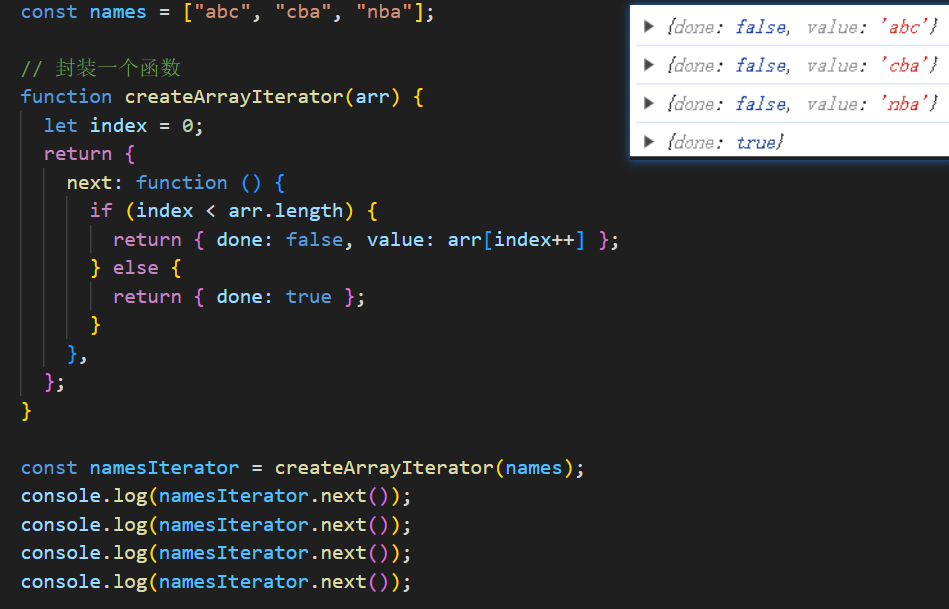 const names = ["abc", "cba", "nba"];
// 封装一个函数
function createArrayIterator(arr) {
let index = 0;
return {
next: function () {
if (index < arr.length) {
return { done: false, value: arr[index++] };
} else {
return { done: true };
}
},
};
}
const namesIterator = createArrayIterator(names);
console.log(namesIterator.next());
console.log(namesIterator.next());
console.log(namesIterator.next());
console.log(namesIterator.next());
▶ {done: false, value: 'abc'}
▶ {done: false, value: 'cba'}
▶ {done: false, value: 'nba'}
▶ {done: true}